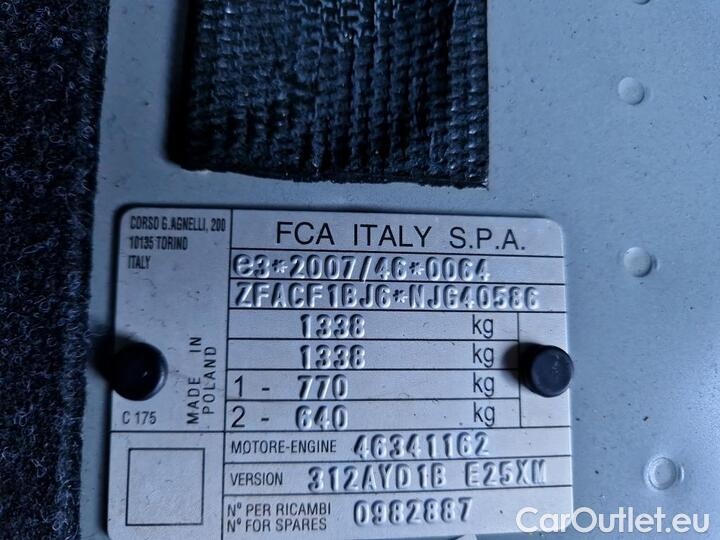 CORSO G.AGNELLI, 200
10135 TORINO
ITALY
FCA ITALY S.P.A.
e3*2007/46*0064
ZFACF1BJ6*NJG40586
1338 kg
1338 kg
1 - 770 kg
2 - 640 kg
MADE IN
POLAND
C 175
MOTORE-ENGINE 46341162
VERSION 312AYD1B E25XM
N° PER RICAMBI
N° FOR SPARES 0982887
CarOutlet.eu